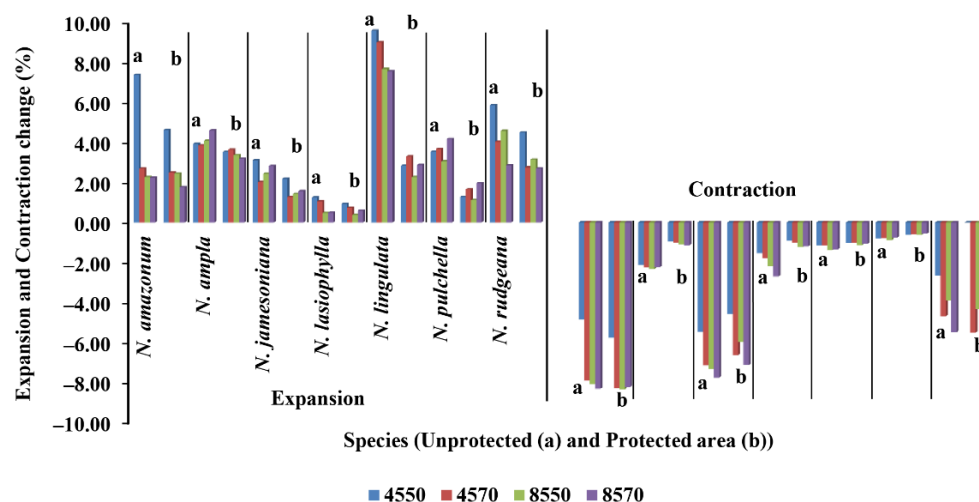 Expansion and Contraction change (%)
10.00
8.00
6.00
4.00
2.00
0.00
−2.00
−4.00
−6.00
−8.00
−10.00
a
b
a
b
a
b
a
b
a
b
a
b
a
b
N. amazonum
N. ampla
N. jamesoniana
N. lasiophylla
N. lingulata
N. pulchella
N. rudgeana
Expansion
Contraction
a
b
a
b
a
b
a
b
a
b
a
b
a
b
Species (Unprotected (a) and Protected area (b))
4550 4570 8550 8570